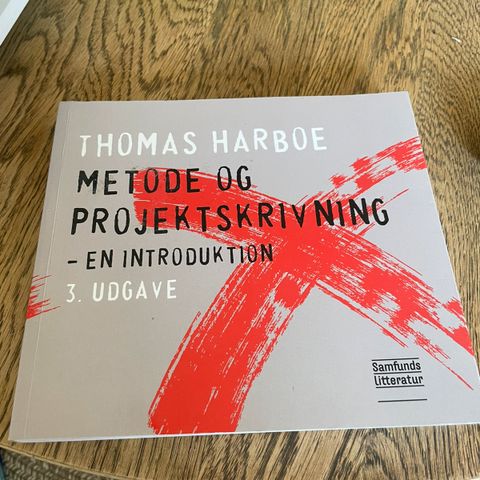 THOMAS HARBOE
METODE OG
PROJEKTSKRIVNING
– EN INTRODUKTION
3. UDGAVE
Samfunds
Litteratur